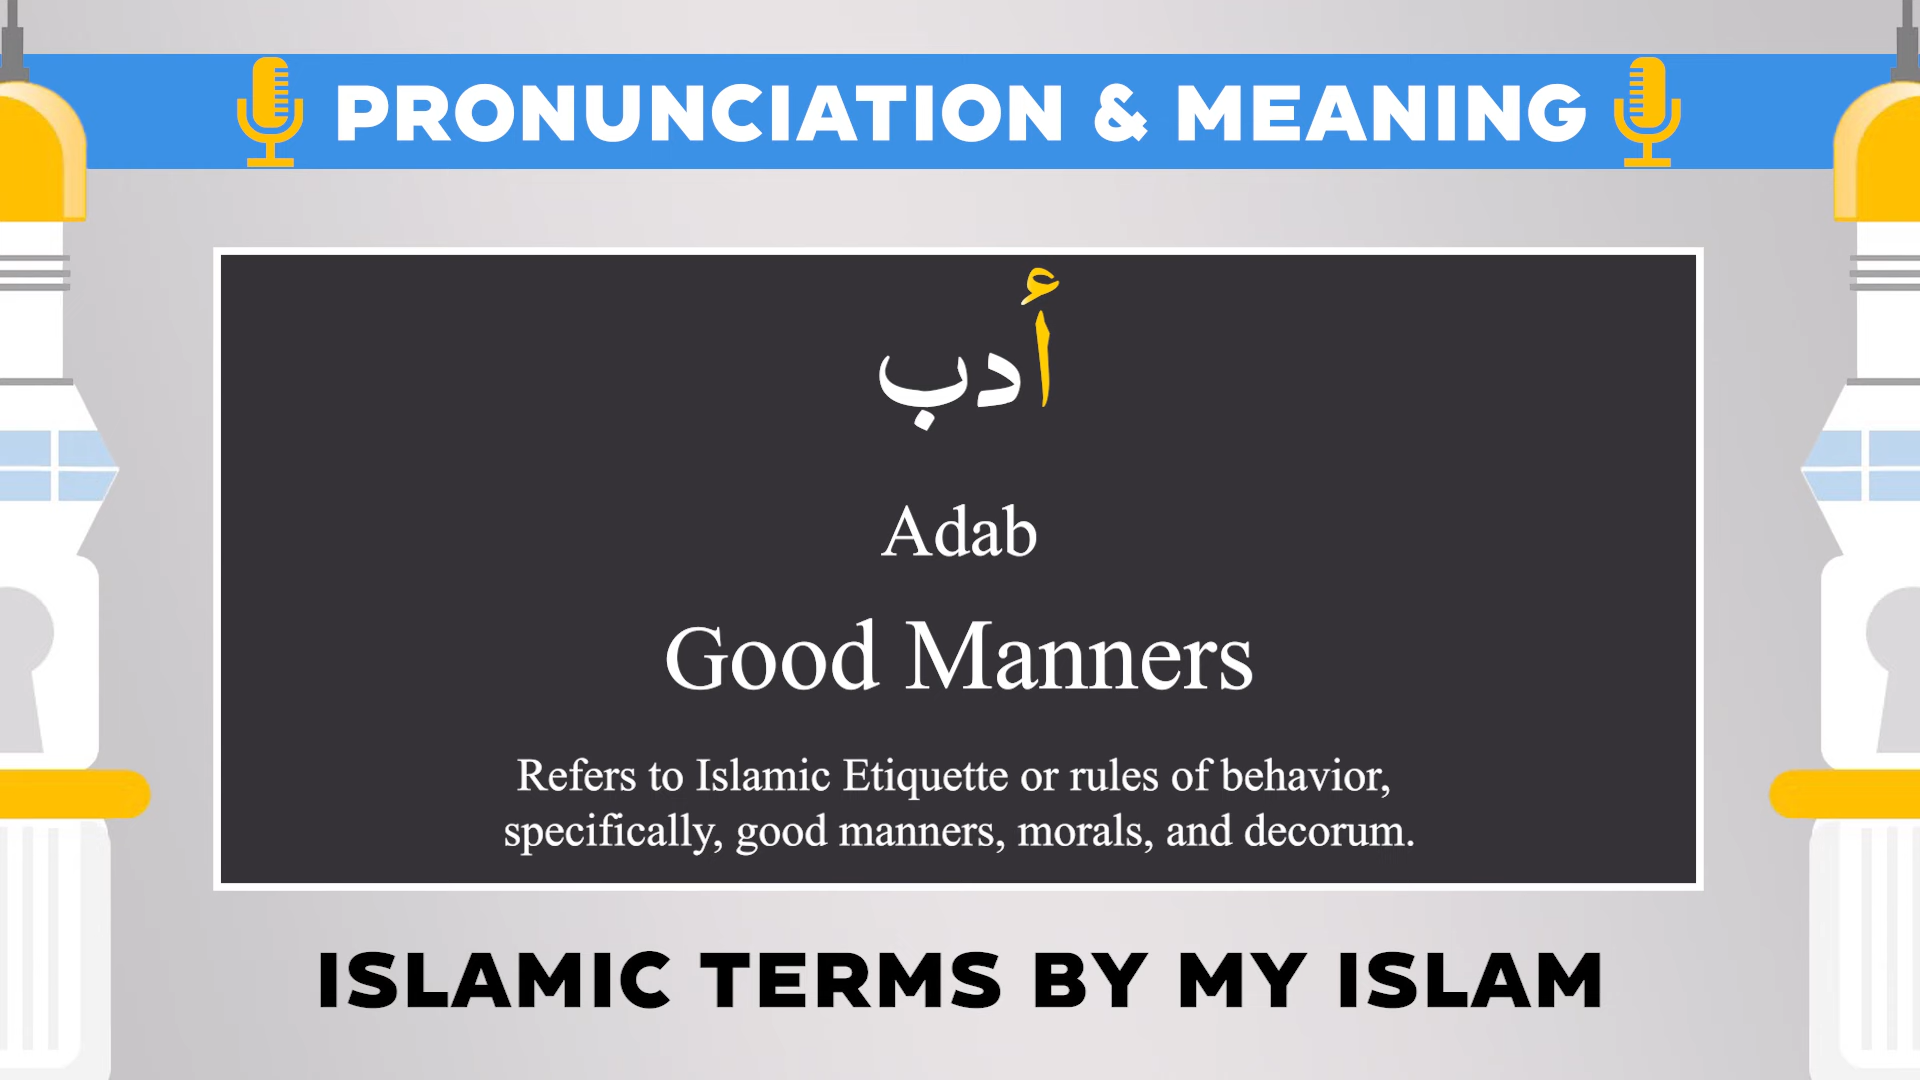 PRONUNCIATION & MEANING
أدب
Adab
Good Manners
Refers to Islamic Etiquette or rules of behavior,
specifically, good manners, morals, and decorum.
ISLAMIC TERMS BY MY ISLAM